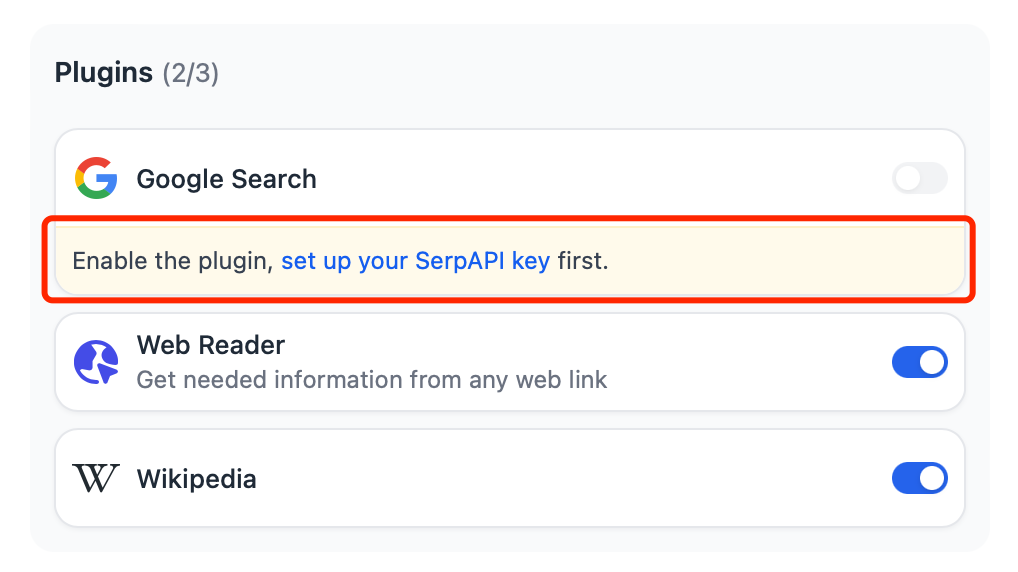 Plugins (2/3)
Google Search
Enable the plugin, set up your SerpAPI key first.
Web Reader
Get needed information from any web link
Wikipedia